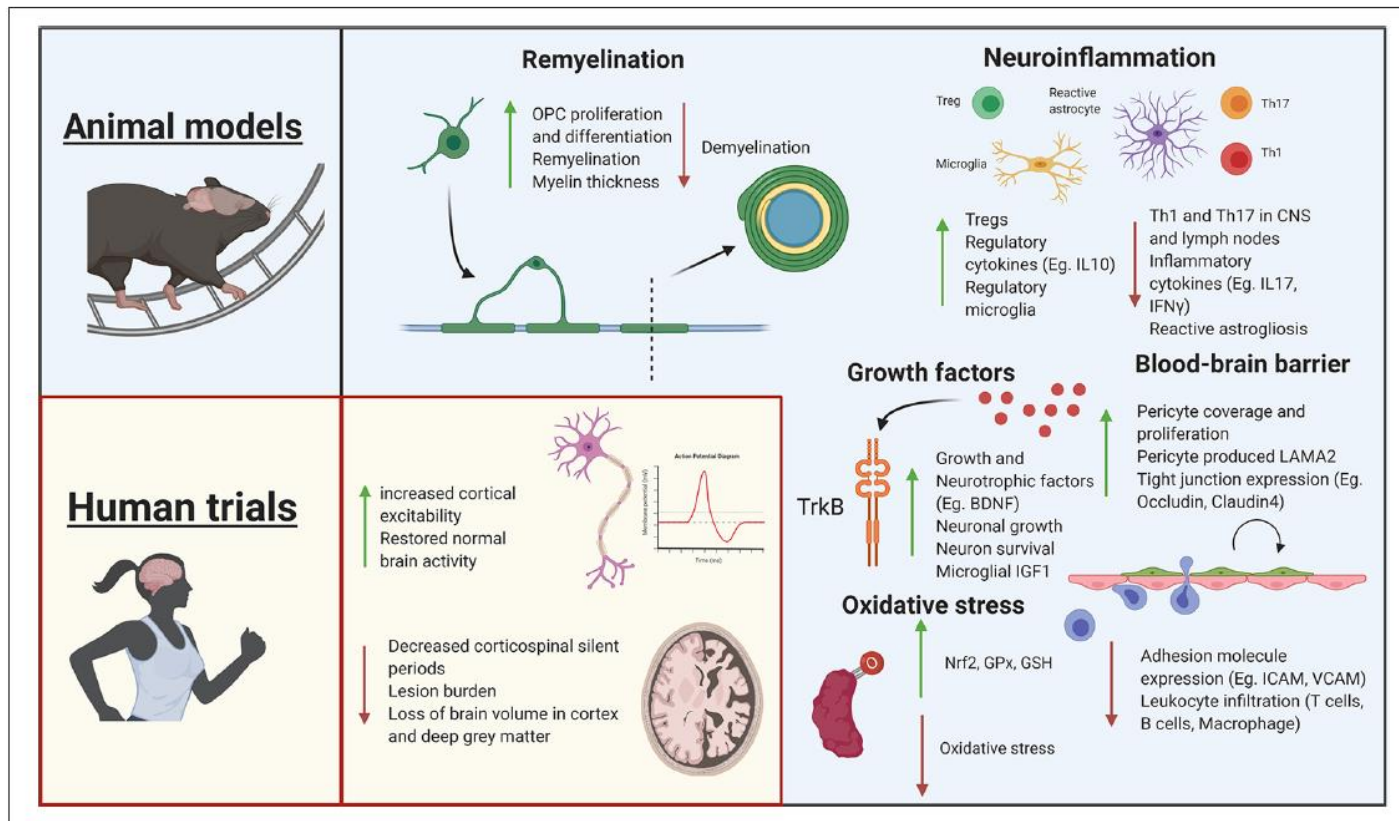 Animal models
Remyelination
OPC proliferation
and differentiation
Remyelination
Myelin thickness
Demyelination
Neuroinflammation
Treg
Reactive
astrocyte
Th17
Microglia
Th1
Tregs
Regulatory
cytokines (Eg. IL10)
Regulatory
microglia
Th1 and Th17 in CNS
and lymph nodes
Inflammatory
cytokines (Eg. IL17,
IFNγ)
Reactive astrogliosis
Growth factors
TrkB
Growth and
Neurotrophic factors
(Eg. BDNF)
Neuronal growth
Neuron survival
Microglial IGF1
Blood-brain barrier
Pericyte coverage and
proliferation
Pericyte produced LAMA2
Tight junction expression (Eg.
Occludin, Claudin4)
Adhesion molecule
expression (Eg. ICAM, VCAM)
Leukocyte infiltration (T cells,
B cells, Macrophage)
Oxidative stress
Nrf2, GPx, GSH
Oxidative stress
Human trials
increased cortical
excitability
Restored normal
brain activity
Action Potential Diagram
Membrane potential (mV)
Time (ms)
Decreased corticospinal silent
periods
Lesion burden
Loss of brain volume in cortex
and deep grey matter